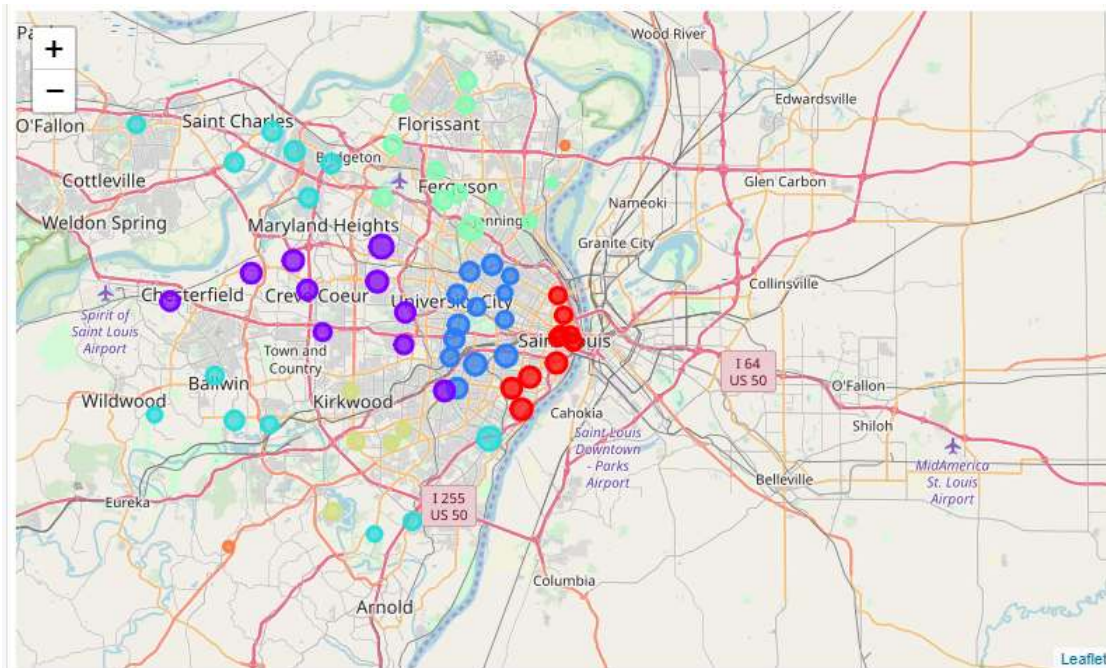 Wood River
+
−
Edwardsville
O'Fallon
Saint Charles
Florissant
Bridgeton
Cottleville
Ferguson
Glen Carbon
Weldon Spring
Nameoki
Maryland Heights
Jennings
Granite City
Collinsville
Chesterfield
Creve Coeur
University City
Spirit of
Saint Louis
Airport
Saint Louis
Town and
Country
I 64
US 50
Ballwin
O'Fallon
Wildwood
Kirkwood
Cahokia
Shiloh
Saint Louis
Downtown
- Parks
Airport
MidAmerica
St. Louis
Airport
Belleville
Eureka
I 255
US 50
Columbia
Arnold
Leaflet